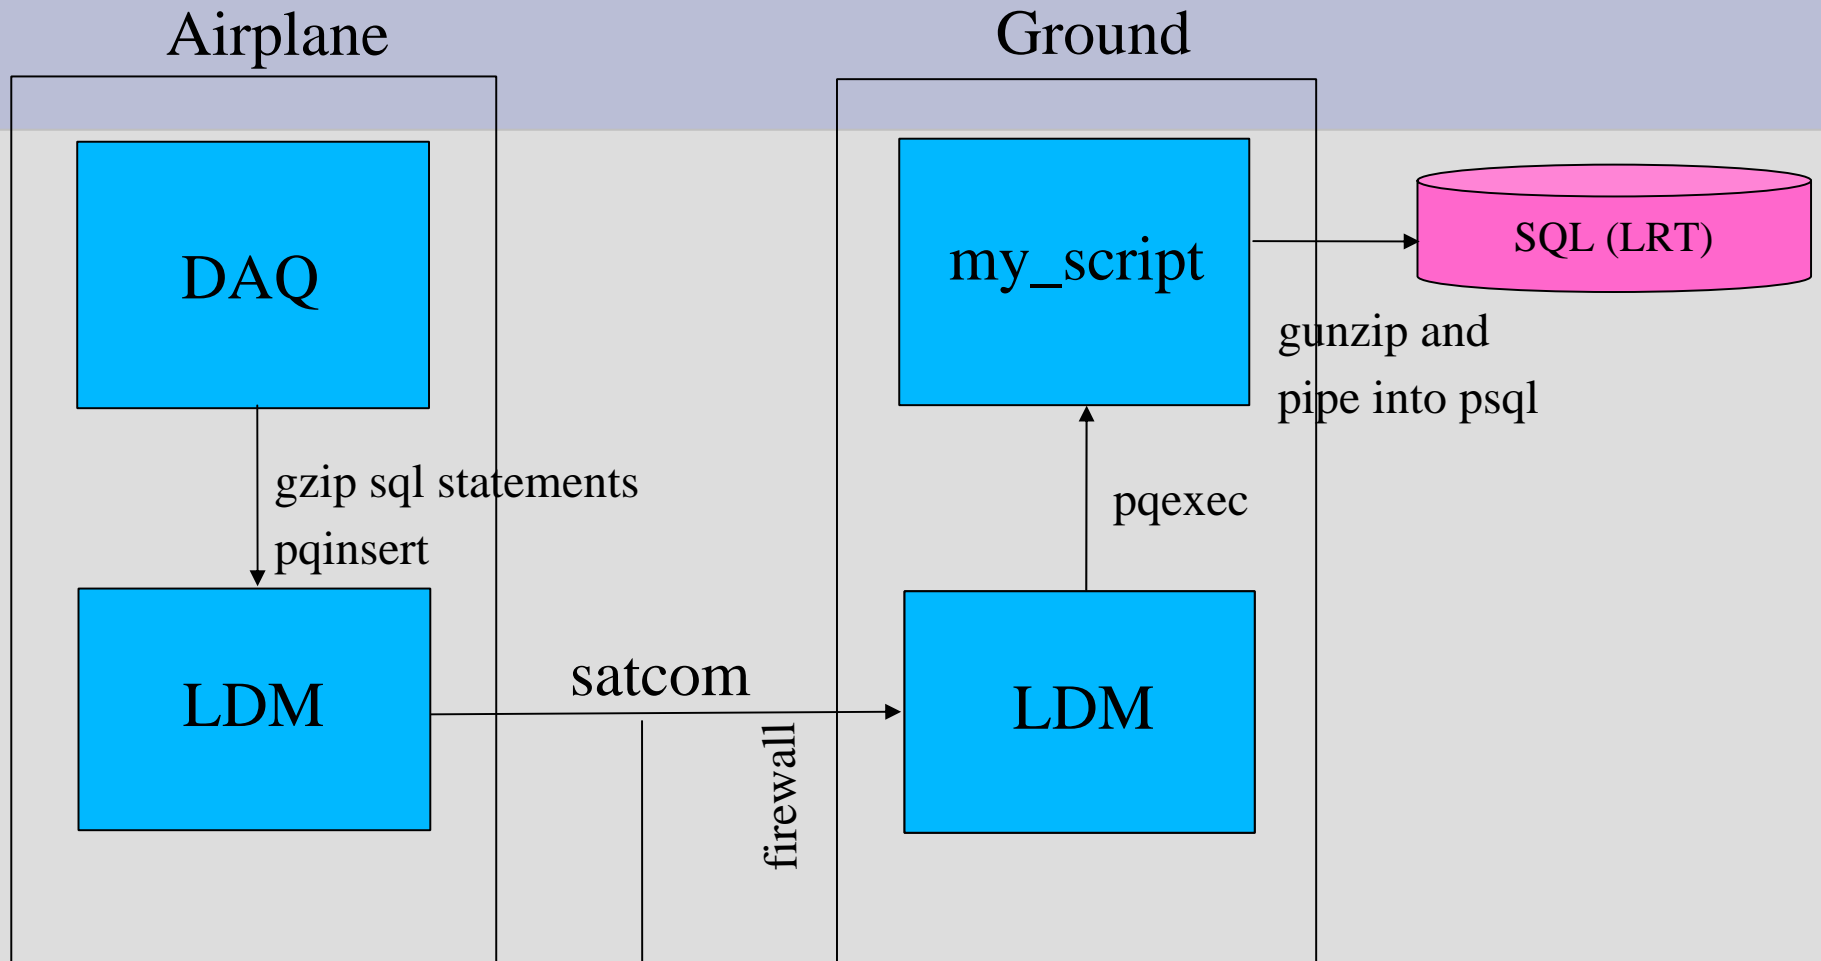 Airplane
Ground
DAQ
my_script
SQL (LRT)
gunzip and
pipe into psql
gzip sql statements
pqinsert
pqexec
LDM
satcom
firewall
LDM